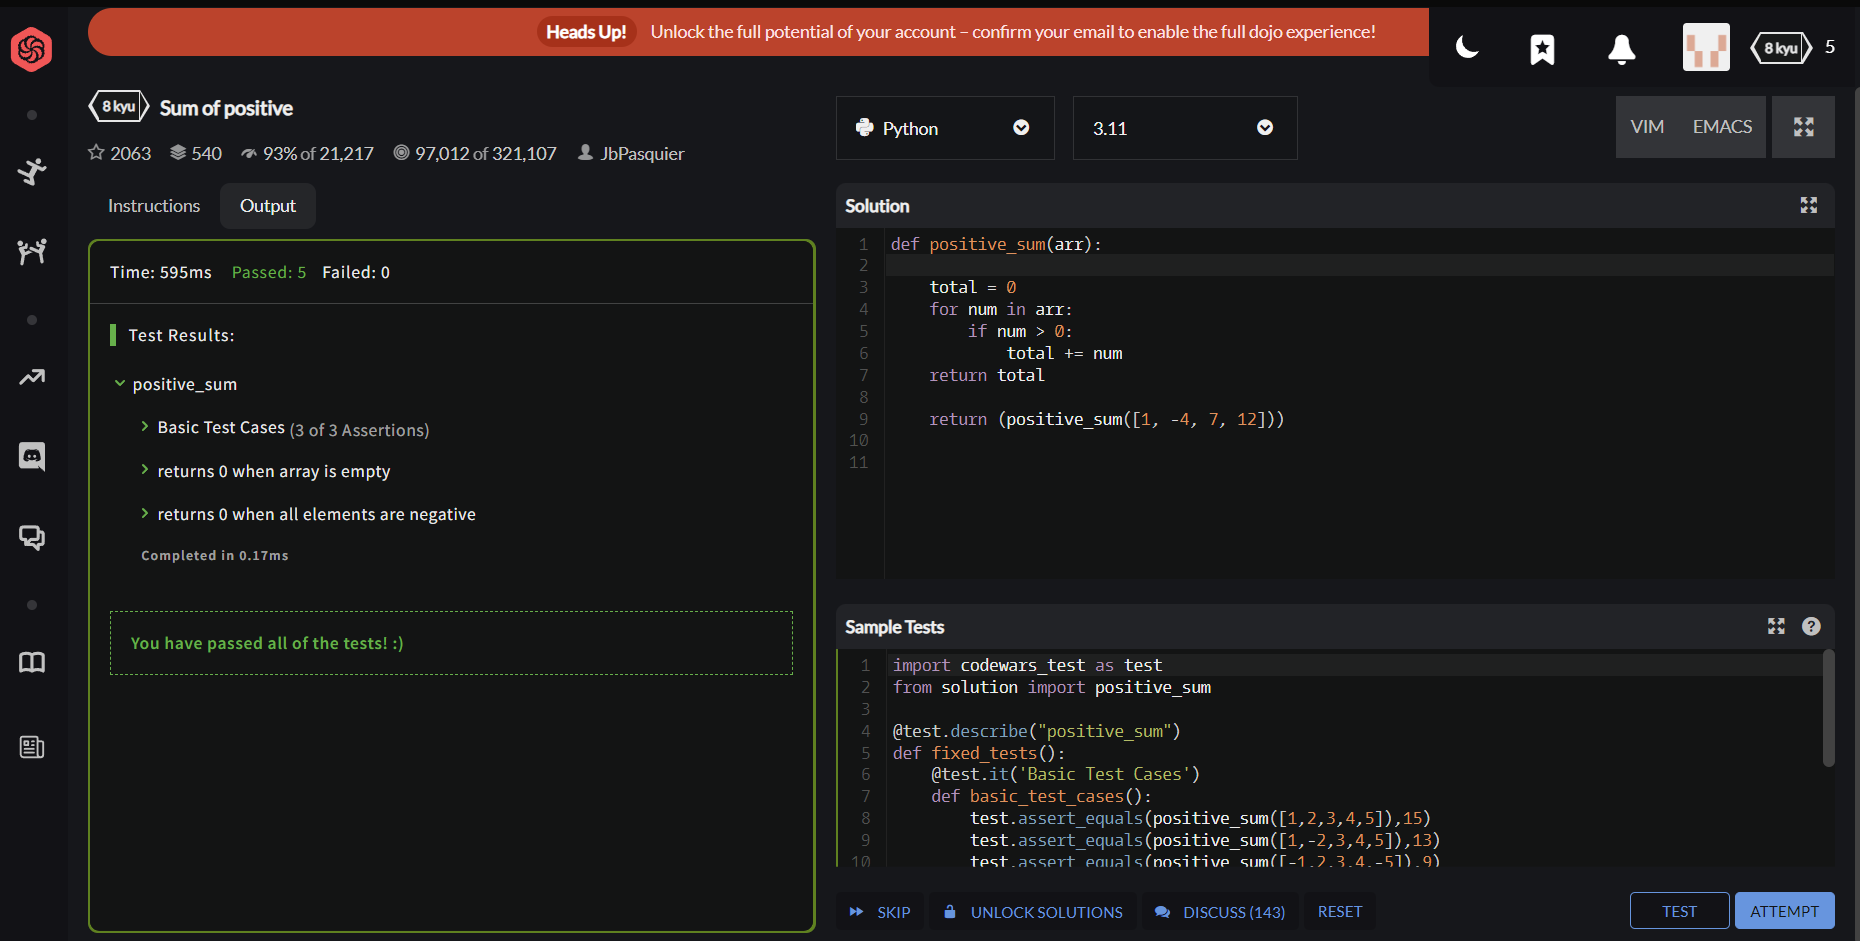 Heads Up! Unlock the full potential of your account – confirm your email to enable the full dojo experience!
8 kyu 5
8 kyu Sum of positive
2063 540 93% of 21,217 97,012 of 321,107 JbPasquier
Instructions Output
Time: 595ms Passed: 5 Failed: 0
Test Results:
positive_sum
Basic Test Cases (3 of 3 Assertions)
returns 0 when array is empty
returns 0 when all elements are negative
Completed in 0.17ms
You have passed all of the tests! :)
Python 3.11 VIM EMACS
Solution
1 def positive_sum(arr):
2
3     total = 0
4     for num in arr:
5         if num > 0:
6             total += num
7     return total
8
9     return (positive_sum([1, -4, 7, 12]))
10
11
Sample Tests
?
1 import codewars_test as test
2 from solution import positive_sum
3
4 @test.describe("positive_sum")
5 def fixed_tests():
6     @test.it('Basic Test Cases')
7     def basic_test_cases():
8         test.assert_equals(positive_sum([1,2,3,4,5]),15)
9         test.assert_equals(positive_sum([1,-2,3,4,5]),13)
10         test.assert_equals(positive_sum([-1,2,3,4,-5]),9)
SKIP UNLOCK SOLUTIONS DISCUSS (143) RESET TEST ATTEMPT